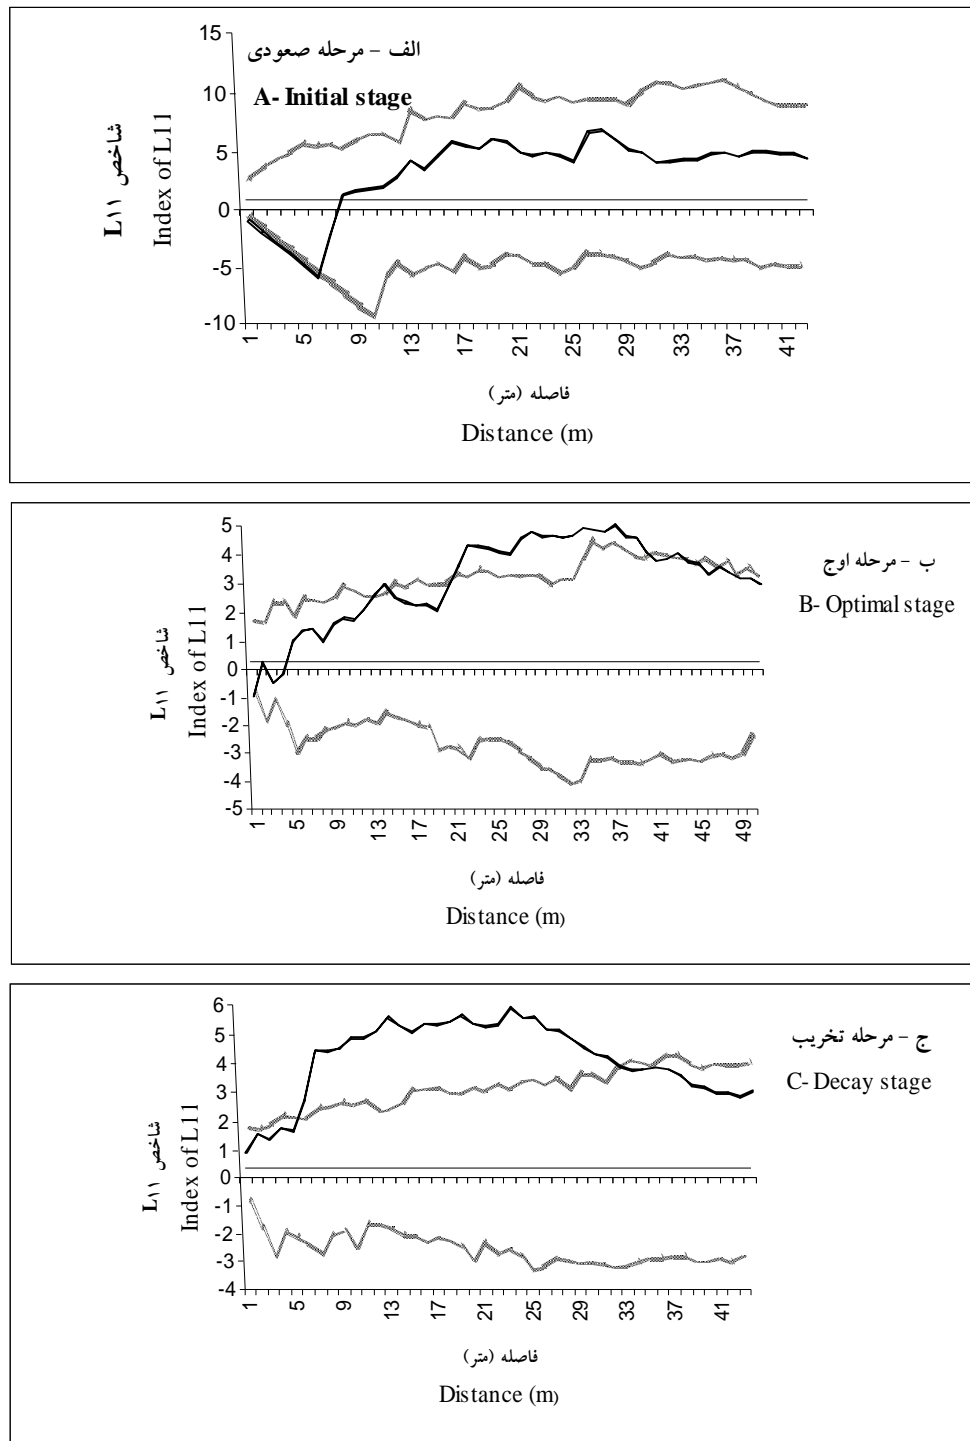 الف - مرحله صعودی
A- Initial stage
شاخص L۱۱
Index of L11
15
10
5
0
-5
-10
1 5 9 13 17 21 25 29 33 37 41
فاصله (متر)
Distance (m)
ب - مرحله اوج
B- Optimal stage
شاخص L۱۱
Index of L11
5
4
3
2
1
0
-1
-2
-3
-4
-5
1 5 9 13 17 21 25 29 33 37 41 45 49
فاصله (متر)
Distance (m)
ج - مرحله تخریب
C- Decay stage
شاخص L۱۱
Index of L11
6
5
4
3
2
1
0
-1
-2
-3
-4
1 5 9 13 17 21 25 29 33 37 41
فاصله (متر)
Distance (m)